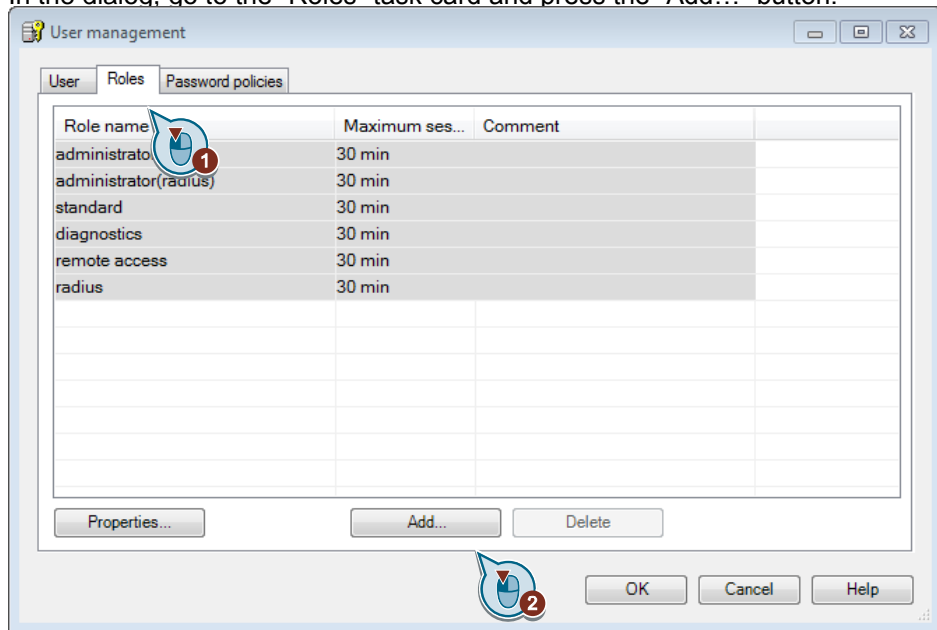 In the dialog, go to the "Roles" task card and press the "Add…" button.
User management
User Roles Password policies
Role name Maximum ses... Comment
1
30 min
administrator(radius) 30 min
standard 30 min
diagnostics 30 min
remote access 30 min
radius 30 min
Properties... Add... Delete
2
OK Cancel Help